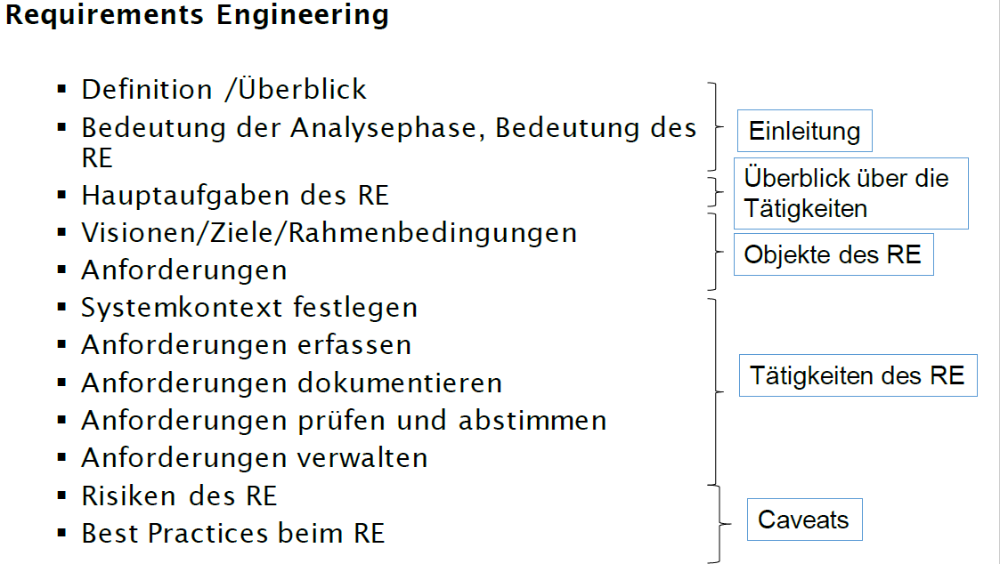 Requirements Engineering
▪ Definition /Überblick
▪ Bedeutung der Analysephase, Bedeutung des
RE
▪ Hauptaufgaben des RE
▪ Visionen/Ziele/Rahmenbedingungen
▪ Anforderungen
▪ Systemkontext festlegen
▪ Anforderungen erfassen
▪ Anforderungen dokumentieren
▪ Anforderungen prüfen und abstimmen
▪ Anforderungen verwalten
▪ Risiken des RE
▪ Best Practices beim RE
Einleitung
Überblick über die
Tätigkeiten
Objekte des RE
Tätigkeiten des RE
Caveats